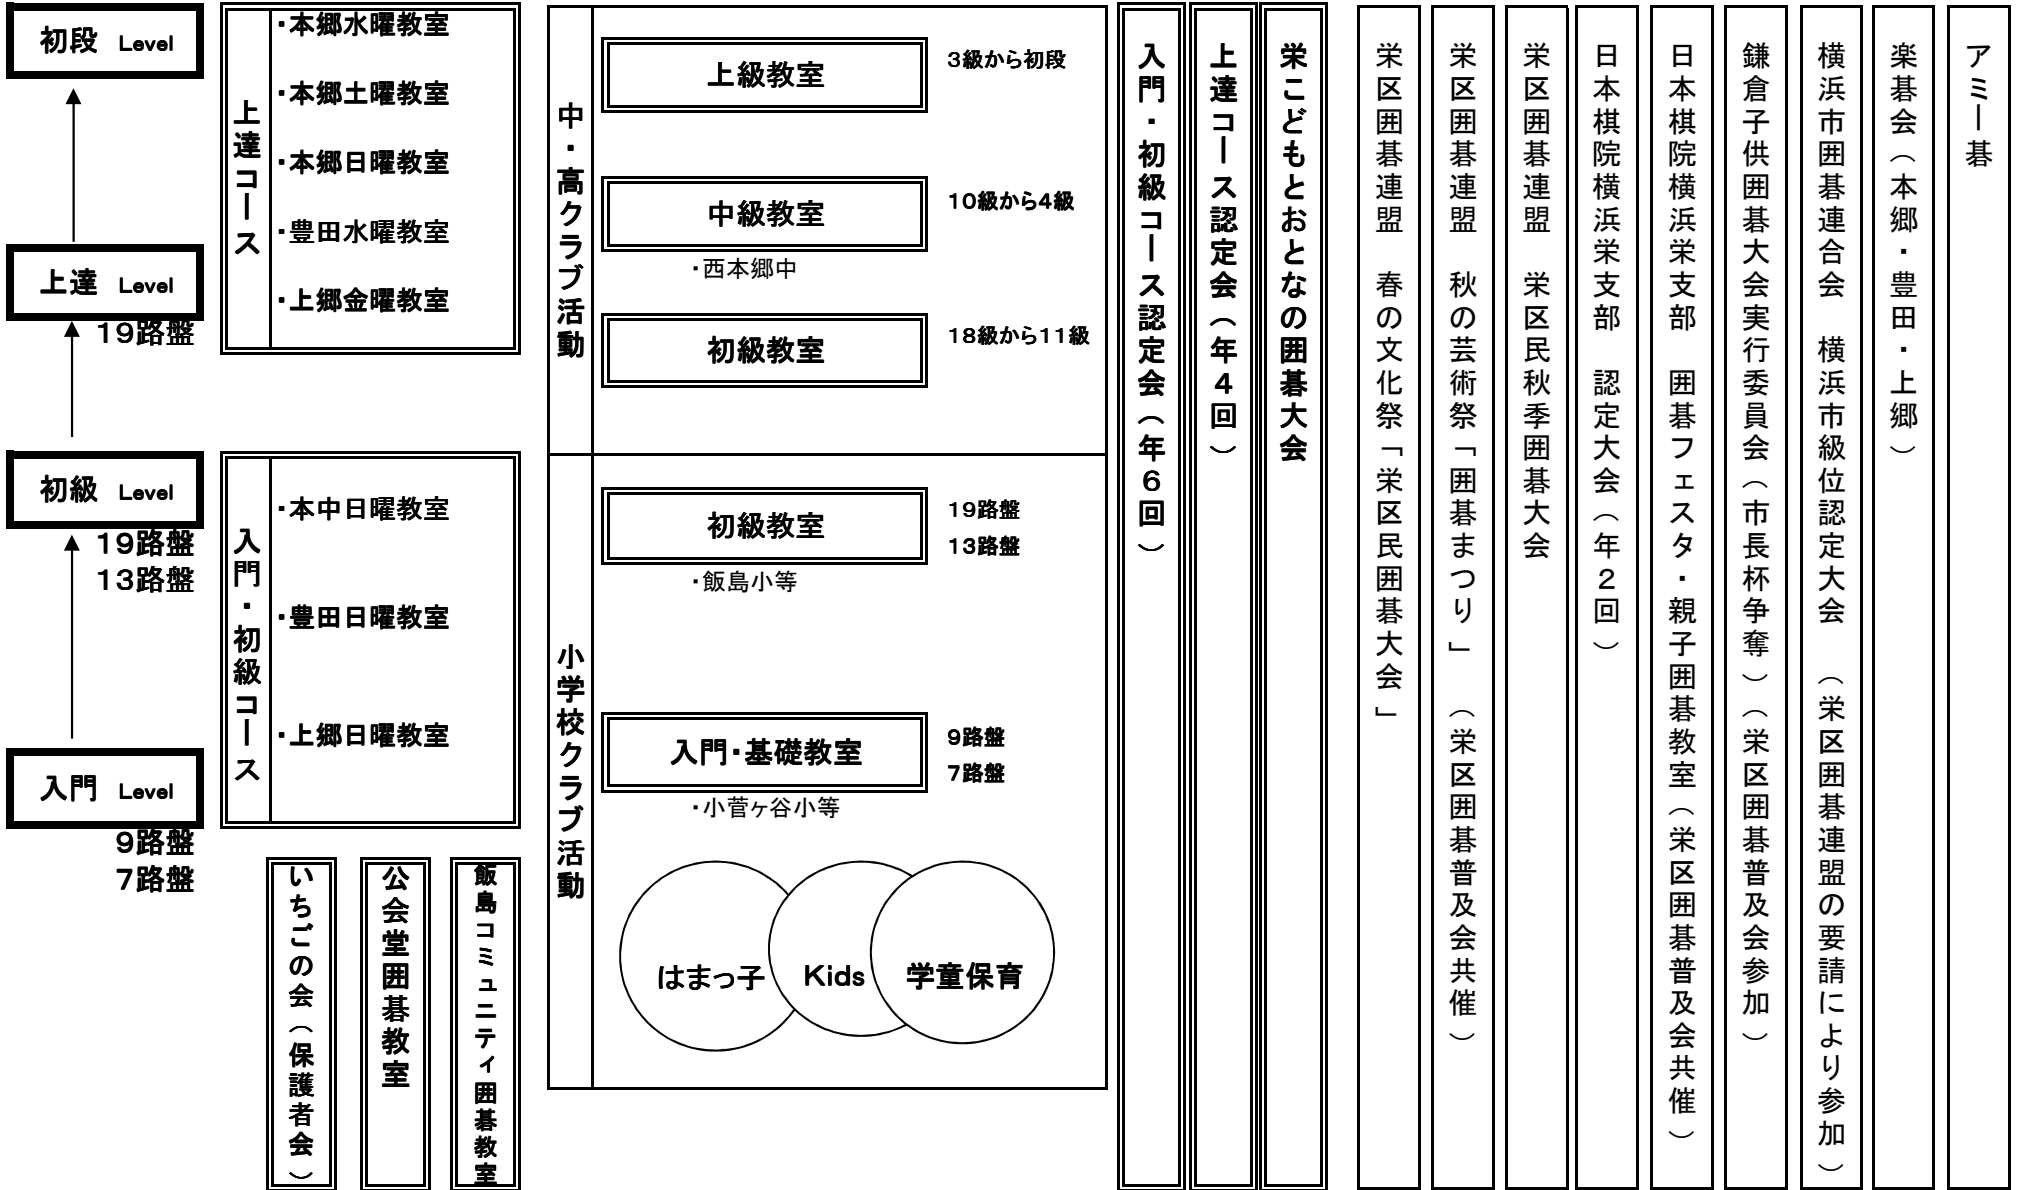 初段 Level
上達 Level
19路盤
初級 Level
19路盤
13路盤
入門 Level
9路盤
7路盤
上達コース
・本郷水曜教室
・本郷土曜教室
・本郷日曜教室
・豊田水曜教室
・上郷金曜教室
入門・初級コース
・本中日曜教室
・豊田日曜教室
・上郷日曜教室
いちごの会（保護者会）
公会堂囲碁教室
飯島コミュニティ囲碁教室
中・高クラブ活動
上級教室
3級から初段
中級教室
10級から4級
・西本郷中
初級教室
18級から11級
小学校クラブ活動
初級教室
19路盤
13路盤
・飯島小等
入門・基礎教室
9路盤
7路盤
・小菅ヶ谷小等
はまっ子
Kids
学童保育
入門・初級コース認定会（年６回）
上達コース認定会（年４回）
栄こどもとおとなの囲碁大会
栄区囲碁連盟　春の文化祭「栄区民囲碁大会」
栄区囲碁連盟　秋の芸術祭「囲碁まつり」　（栄区囲碁普及会共催）
栄区囲碁連盟　栄区民秋季囲碁大会
日本棋院横浜栄支部　認定大会（年２回）
日本棋院横浜栄支部　囲碁フェスタ・親子囲碁教室（栄区囲碁普及会共催）
鎌倉子供囲碁大会実行委員会（市長杯争奪）（栄区囲碁普及会参加）
横浜市囲碁連合会　横浜市級位認定大会　（栄区囲碁連盟の要請により参加）
楽碁会（本郷・豊田・上郷）
アミー碁